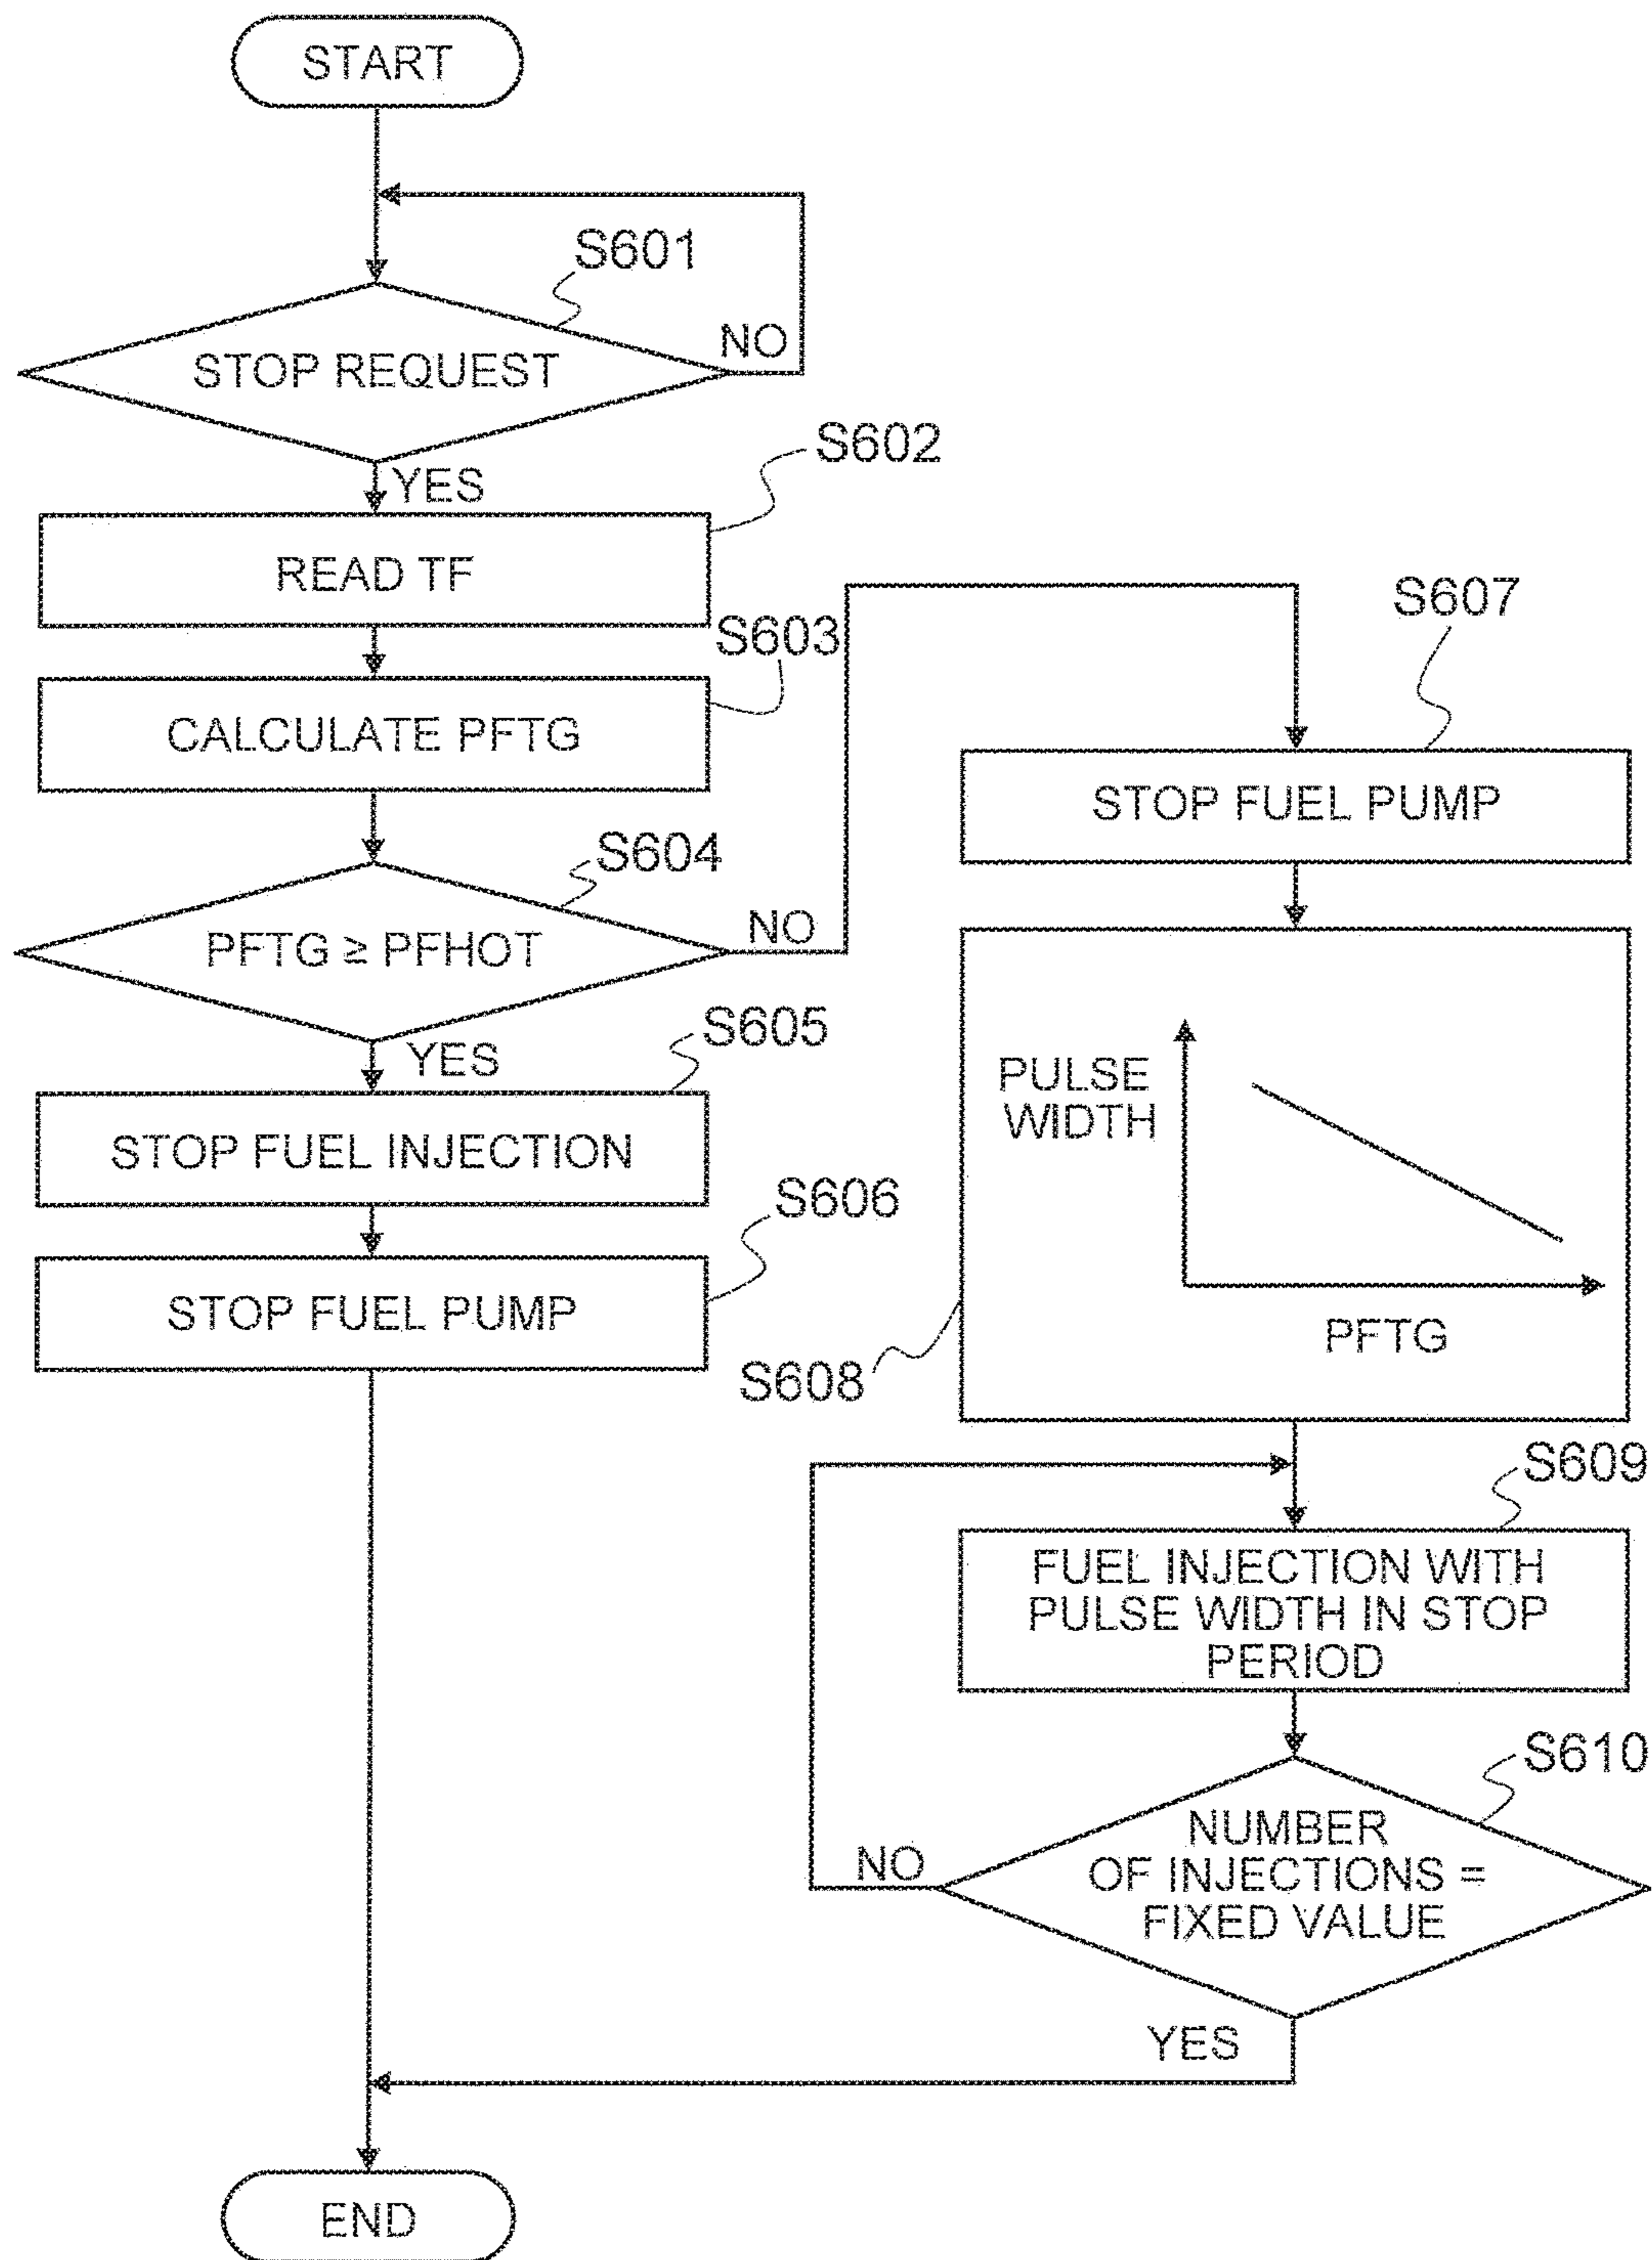 START
S601
NO
STOP REQUEST
YES
S602
READ TF
S603
CALCULATE PFTG
S604
NO
PFTG ≥ PFHOT
YES
S605
STOP FUEL INJECTION
S606
STOP FUEL PUMP
S607
STOP FUEL PUMP
PULSE
WIDTH
PFTG
S608
S609
FUEL INJECTION WITH
PULSE WIDTH IN STOP
PERIOD
S610
NUMBER
OF INJECTIONS =
FIXED VALUE
NO
YES
END